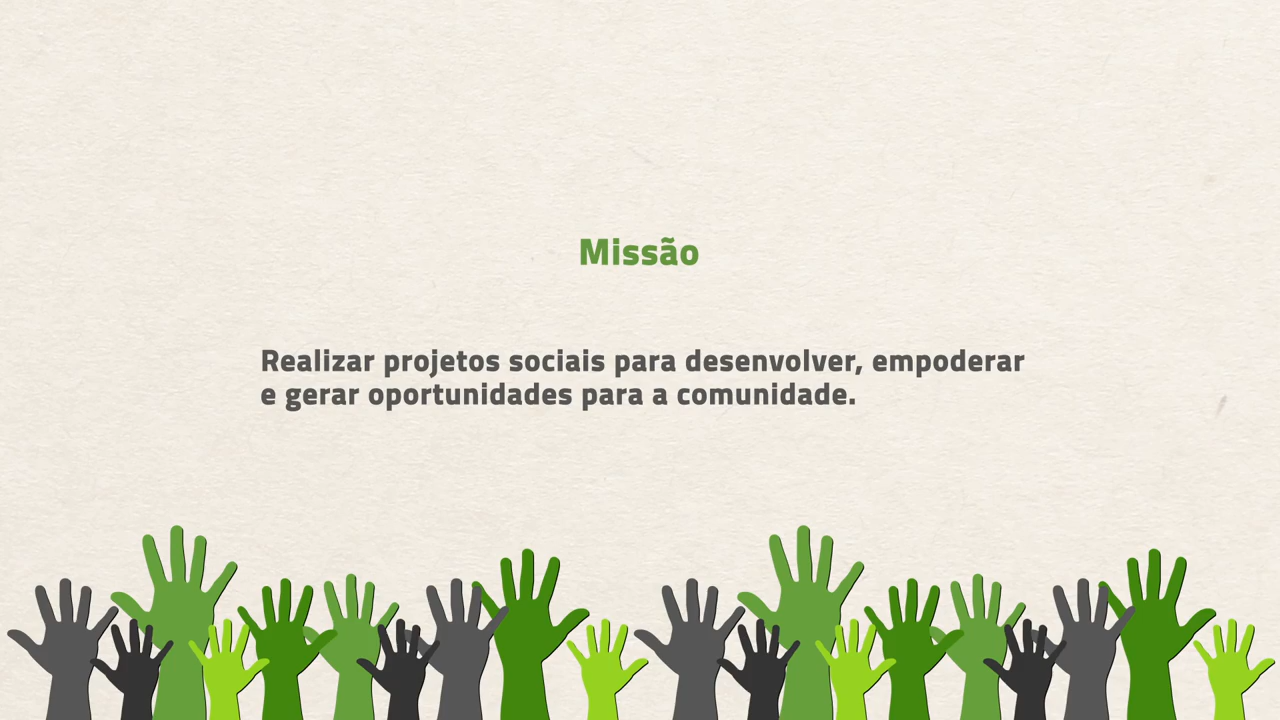 Missão
Realizar projetos sociais para desenvolver, empoderar
e gerar oportunidades para a comunidade.